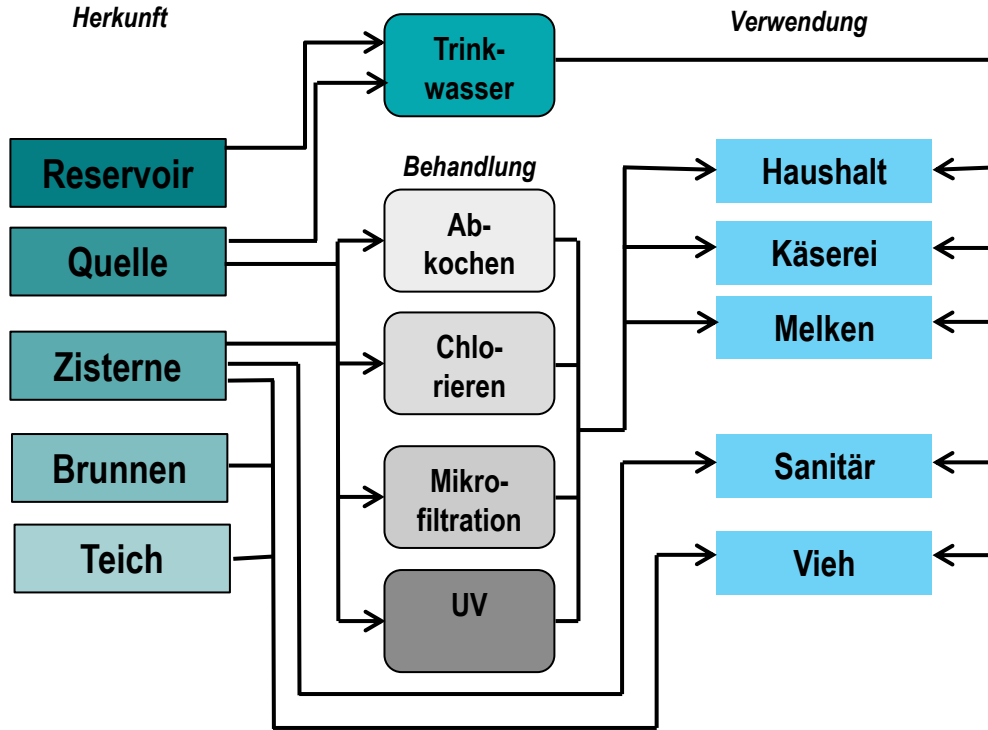 Herkunft
Verwendung
Trink-
wasser
Reservoir
Quelle
Zisterne
Brunnen
Teich
Behandlung
Ab-
kochen
Chlo-
rieren
Mikro-
filtration
UV
Haushalt
Käserei
Melken
Sanitär
Vieh